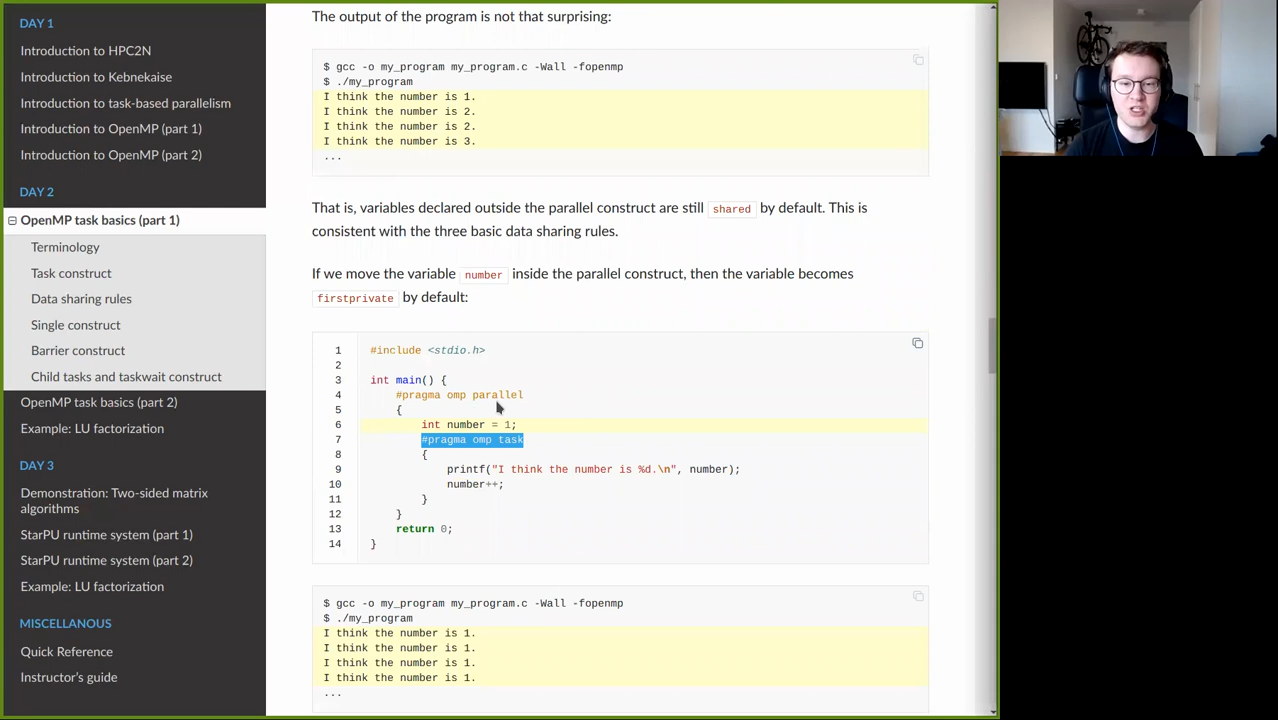 DAY 1
Introduction to HPC2N
Introduction to Kebnekaise
Introduction to task-based parallelism
Introduction to OpenMP (part 1)
Introduction to OpenMP (part 2)
DAY 2
OpenMP task basics (part 1)
Terminology
Task construct
Data sharing rules
Single construct
Barrier construct
Child tasks and taskwait construct
OpenMP task basics (part 2)
Example: LU factorization
DAY 3
Demonstration: Two-sided matrix
algorithms
StarPU runtime system (part 1)
StarPU runtime system (part 2)
Example: LU factorization
MISCELLANOUS
Quick Reference
Instructor's guide
The output of the program is not that surprising:
$ gcc -o my_program my_program.c -Wall -fopenmp
$ ./my_program
I think the number is 1.
I think the number is 2.
I think the number is 2.
I think the number is 3.
...
That is, variables declared outside the parallel construct are still shared by default. This is
consistent with the three basic data sharing rules.
If we move the variable number inside the parallel construct, then the variable becomes
firstprivate by default:
1 #include <stdio.h>
2
3 int main() {
4 #pragma omp parallel
5 {
6 int number = 1;
7 #pragma omp task
8 {
9 printf("I think the number is %d.\n", number);
10 number++;
11 }
12 }
13 return 0;
14 }
$ gcc -o my_program my_program.c -Wall -fopenmp
$ ./my_program
I think the number is 1.
I think the number is 1.
I think the number is 1.
I think the number is 1.
...